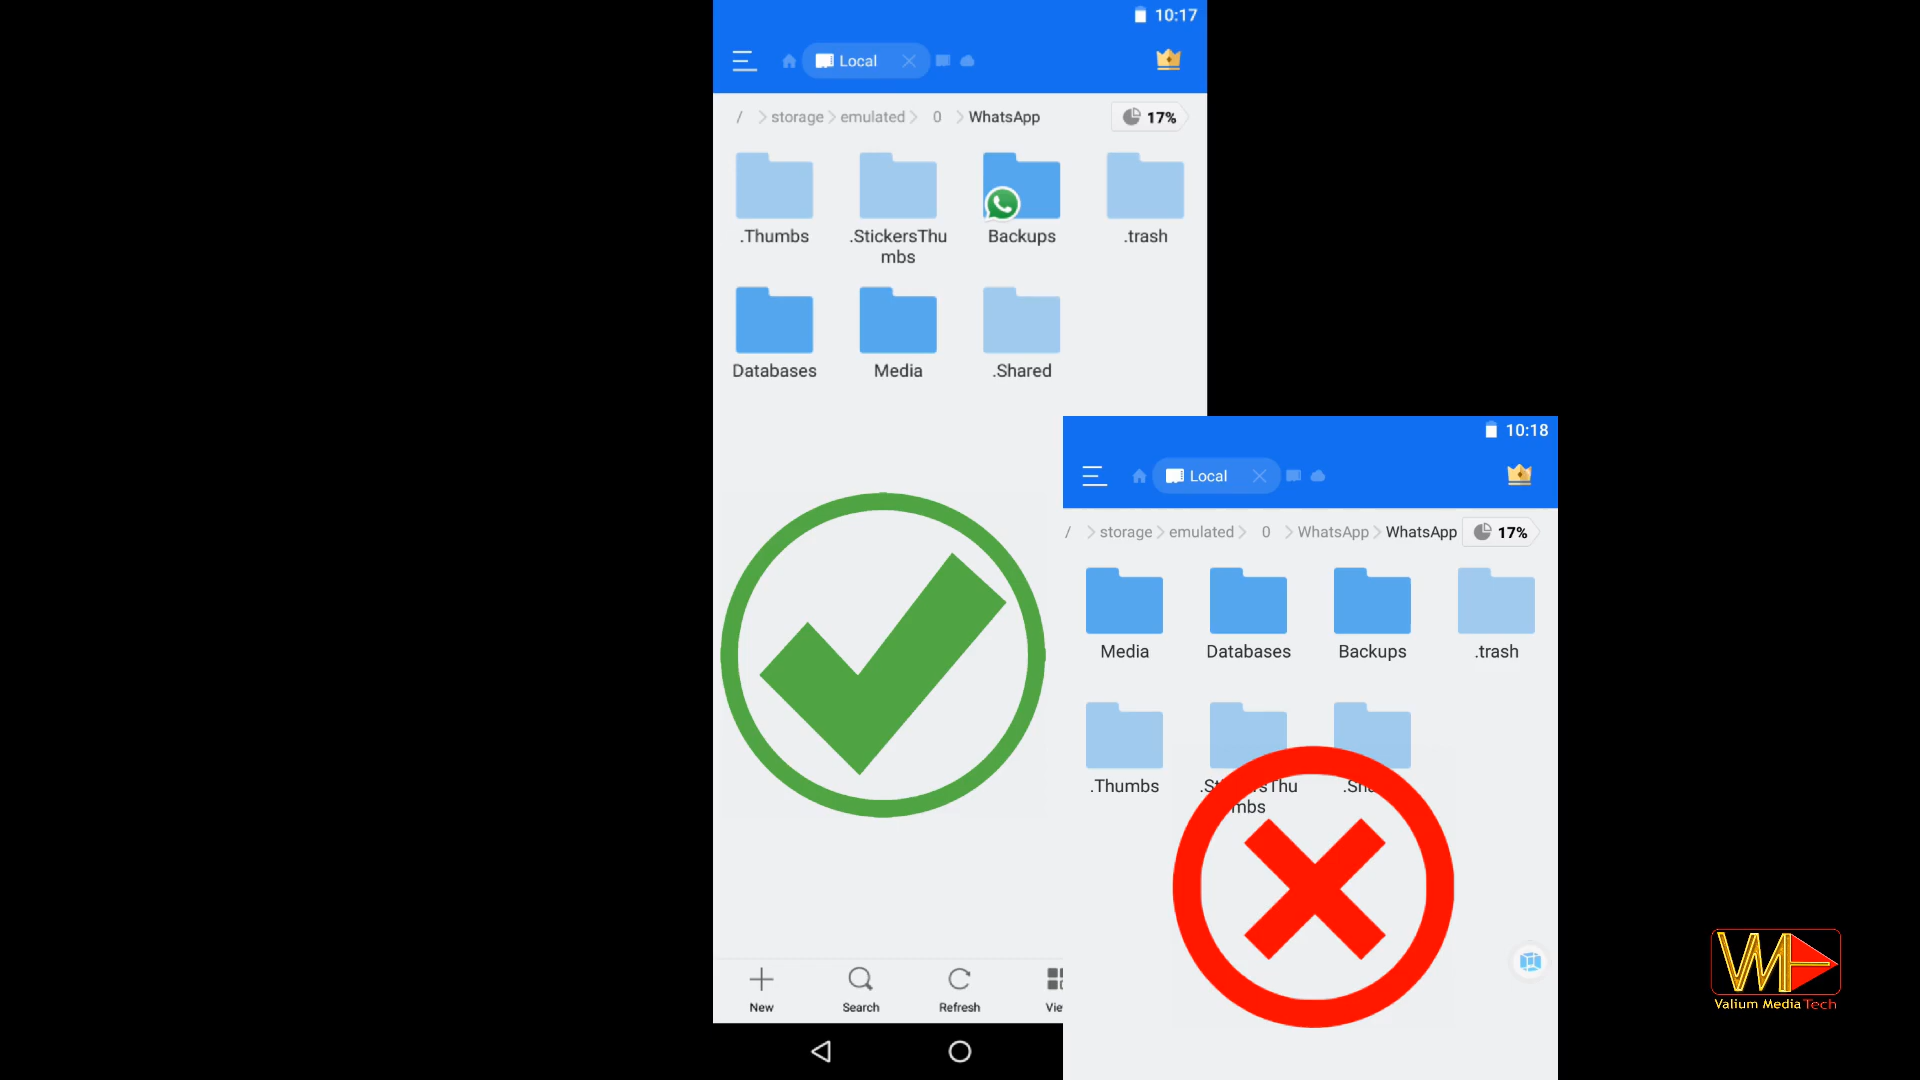 10:17
Local
/ storage emulated 0 WhatsApp 17%
.Thumbs
.StickersThu
mbs
Backups
.trash
Databases
Media
.Shared
New
Search
Refresh
10:18
Local
/ storage emulated 0 WhatsApp WhatsApp 17%
Media
Databases
Backups
.trash
.Thumbs
mbs
Valium Media Tech